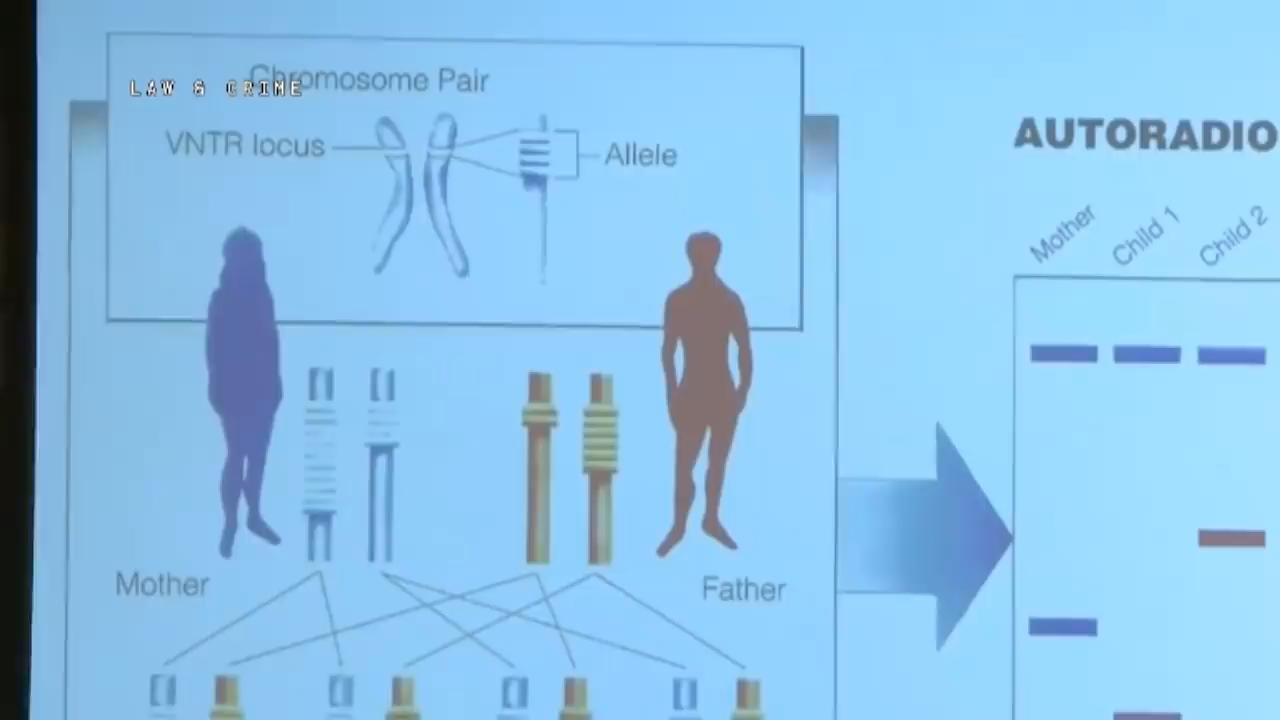 Chromosome Pair
LAW & CRIME
VNTR locus
Allele
Mother
Father
AUTORADIO
Mother
Child 1
Child 2